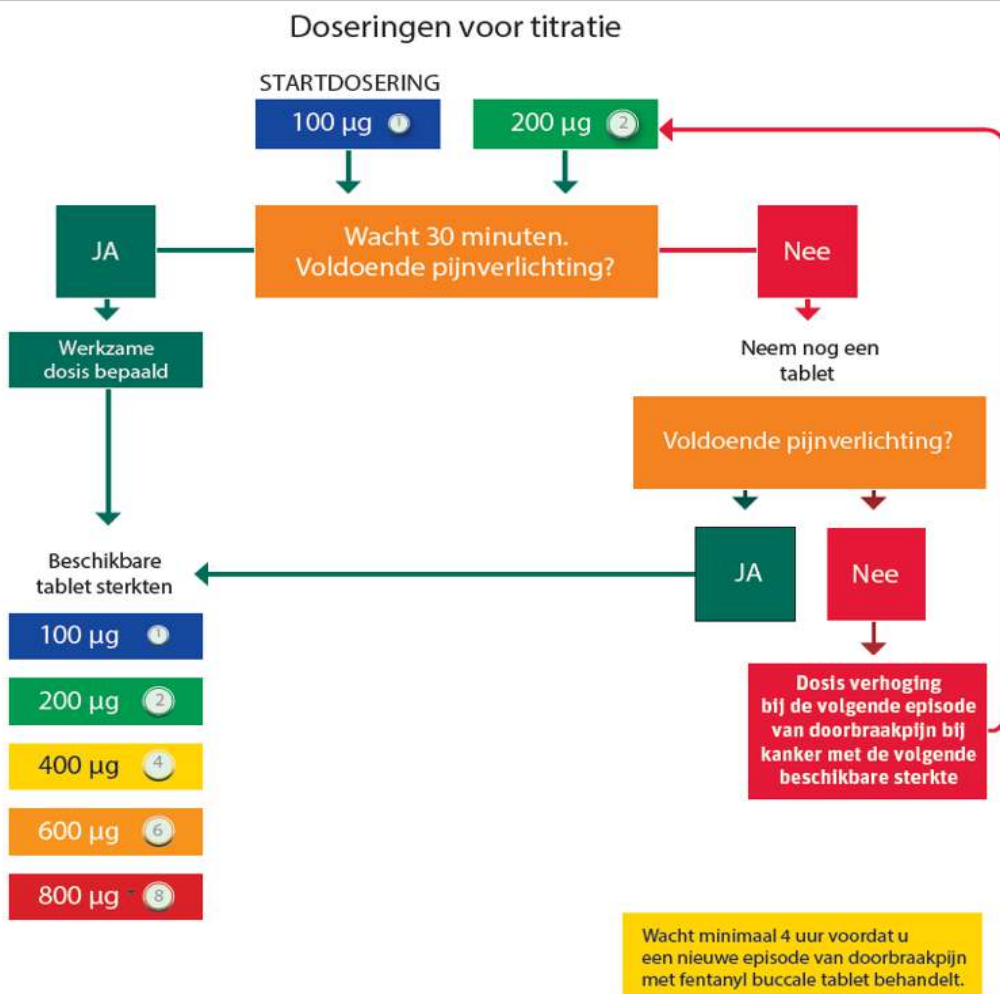 Doseringen voor titratie
STARTDOSERING
100 µg 1
200 µg 2
JA
Wacht 30 minuten.
Voldoende pijnverlichting?
Nee
Werkzame
dosis bepaald
Neem nog een
tablet
Voldoende pijnverlichting?
JA
Nee
Beschikbare
tablet sterkten
100 µg 1
200 µg 2
400 µg 4
600 µg 6
800 µg 8
Dosis verhoging
bij de volgende episode
van doorbraakpijn bij
kanker met de volgende
beschikbare sterkte
Wacht minimaal 4 uur voordat u
een nieuwe episode van doorbraakpijn
met fentanyl buccale tablet behandelt.